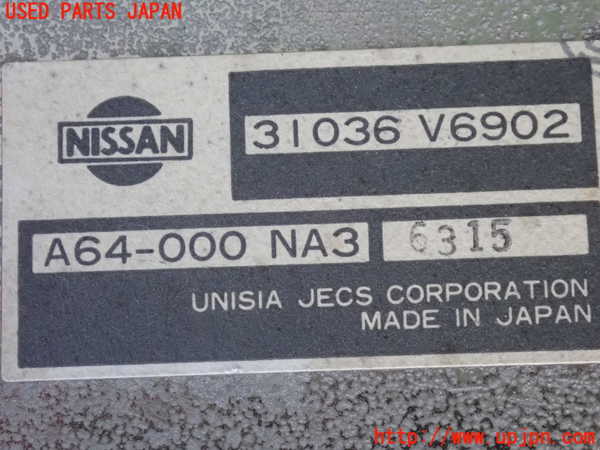 USED PARTS JAPAN
NISSAN
31036 V6902
A64-000 NA3
6315
UNISIA JECS CORPORATION
MADE IN JAPAN
http://www.upjpn.com